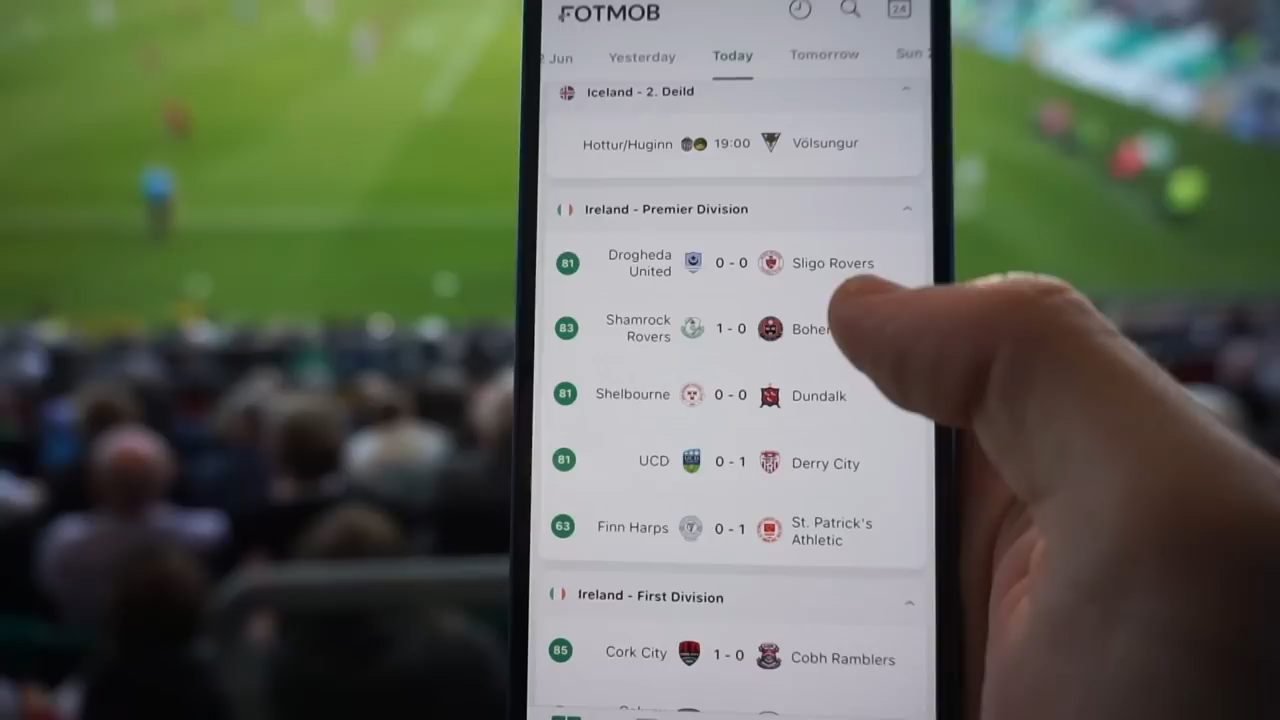 FOTMOB
24
Jun Yesterday Today Tomorrow Sun
Iceland - 2. Deild
Hottur/Huginn 19:00 Völsungur
Ireland - Premier Division
81 Drogheda United 0 - 0 Sligo Rovers
83 Shamrock Rovers 1 - 0 Boher
81 Shelbourne 0 - 0 Dundalk
81 UCD 0 - 1 Derry City
63 Finn Harps 0 - 1 St. Patrick's Athletic
Ireland - First Division
85 Cork City 1 - 0 Cobh Ramblers